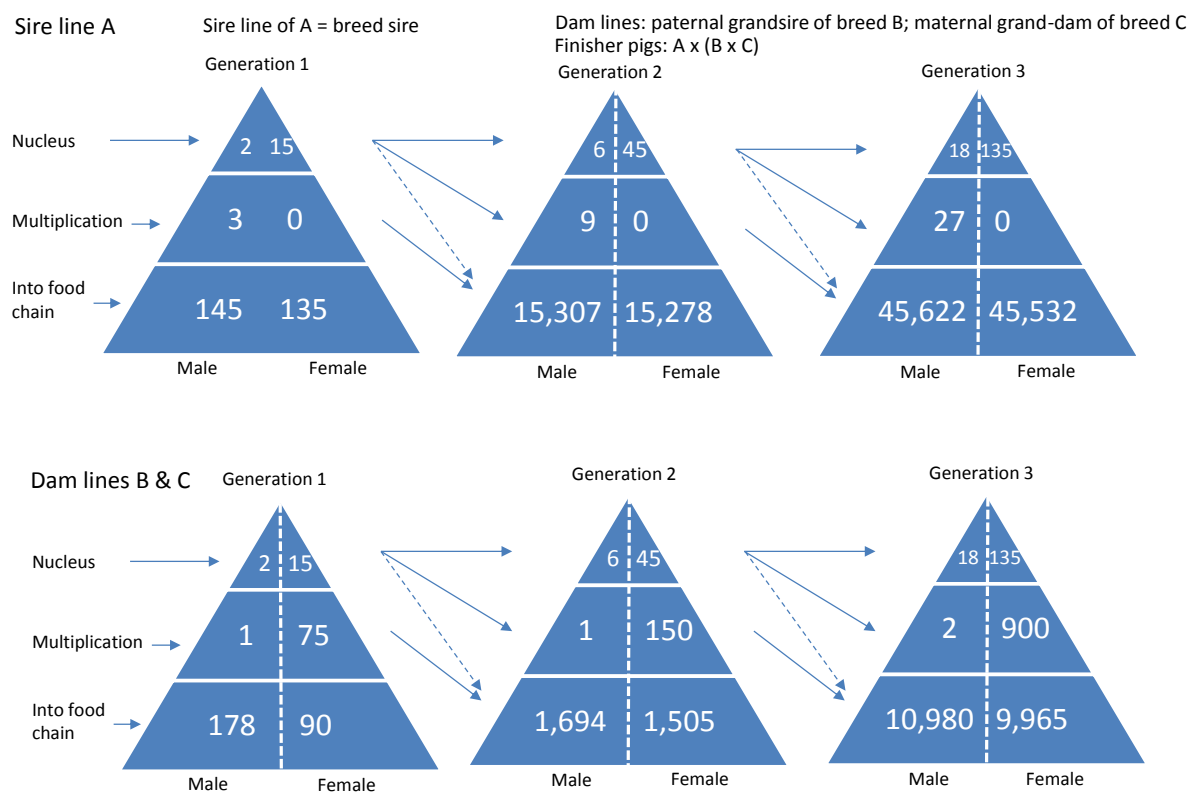 Sire line A
Sire line of A = breed sire
Dam lines: paternal grandsire of breed B; maternal grand-dam of breed C
Finisher pigs: A x (B x C)
Generation 1
Generation 2
Generation 3
Nucleus
2 15
6 45
18 135
Multiplication
3 0
9 0
27 0
Into food
chain
145 135
15,307 15,278
45,622 45,532
Male Female
Male Female
Male Female
Dam lines B & C
Generation 1
Generation 2
Generation 3
Nucleus
2 15
6 45
18 135
Multiplication
1 75
1 150
2 900
Into food
chain
178 90
1,694 1,505
10,980 9,965
Male Female
Male Female
Male Female